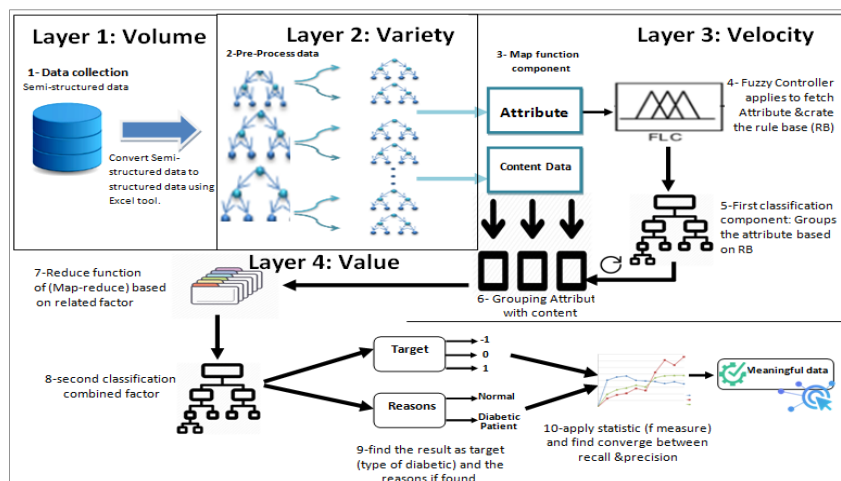 Layer 1: Volume
1- Data collection
Semi-structured data
Convert Semi-
structured data to
structured data using
Excel tool.
Layer 2: Variety
2-Pre-Process data
Layer 3: Velocity
3- Map function
component
Attribute
Content Data
FLC
4- Fuzzy Controller
applies to fetch
Attribute &crate
the rule base (RB)
5-First classification
component: Groups
the attribute based
on RB
6- Grouping Attribut
with content
Layer 4: Value
7-Reduce function
of (Map-reduce) based
on related factor
8-second classification
combined factor
Target
-1
0
1
Reasons
Normal
Diabetic
Patient
9-find the result as target
(type of diabetic) and the
reasons if found
10-apply statistic (f measure)
and find converge between
recall &precision
Meaningful data